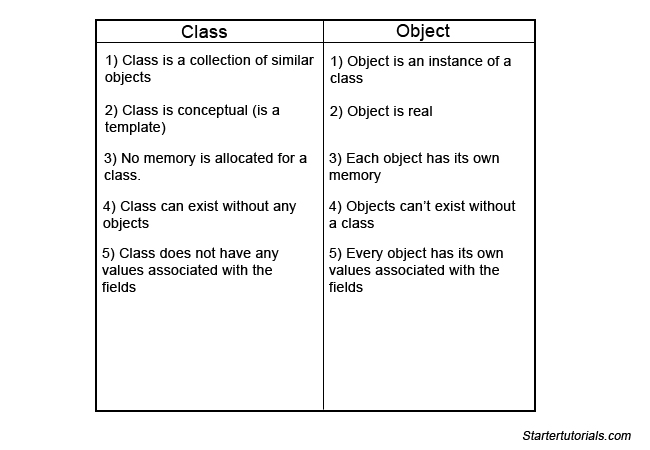 Class
Object
1) Class is a collection of similar
objects
1) Object is an instance of a
class
2) Class is conceptual (is a
template)
2) Object is real
3) No memory is allocated for a
class.
3) Each object has its own
memory
4) Class can exist without any
objects
4) Objects can’t exist without
a class
5) Class does not have any
values associated with the
fields
5) Every object has its own
values associated with the
fields
Startertutorials.com